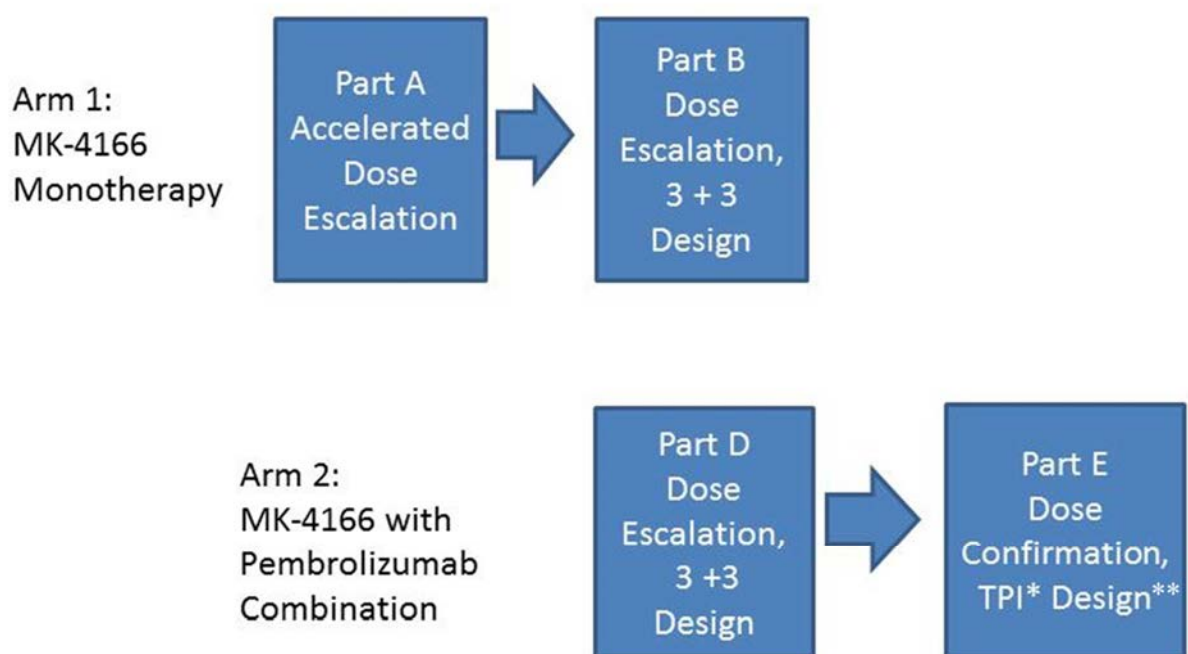 Arm 1:
MK-4166
Monotherapy
Part A
Accelerated
Dose
Escalation
Part B
Dose
Escalation,
3 + 3
Design
Arm 2:
MK-4166 with
Pembrolizumab
Combination
Part D
Dose
Escalation,
3 +3
Design
Part E
Dose
Confirmation,
TPI* Design**